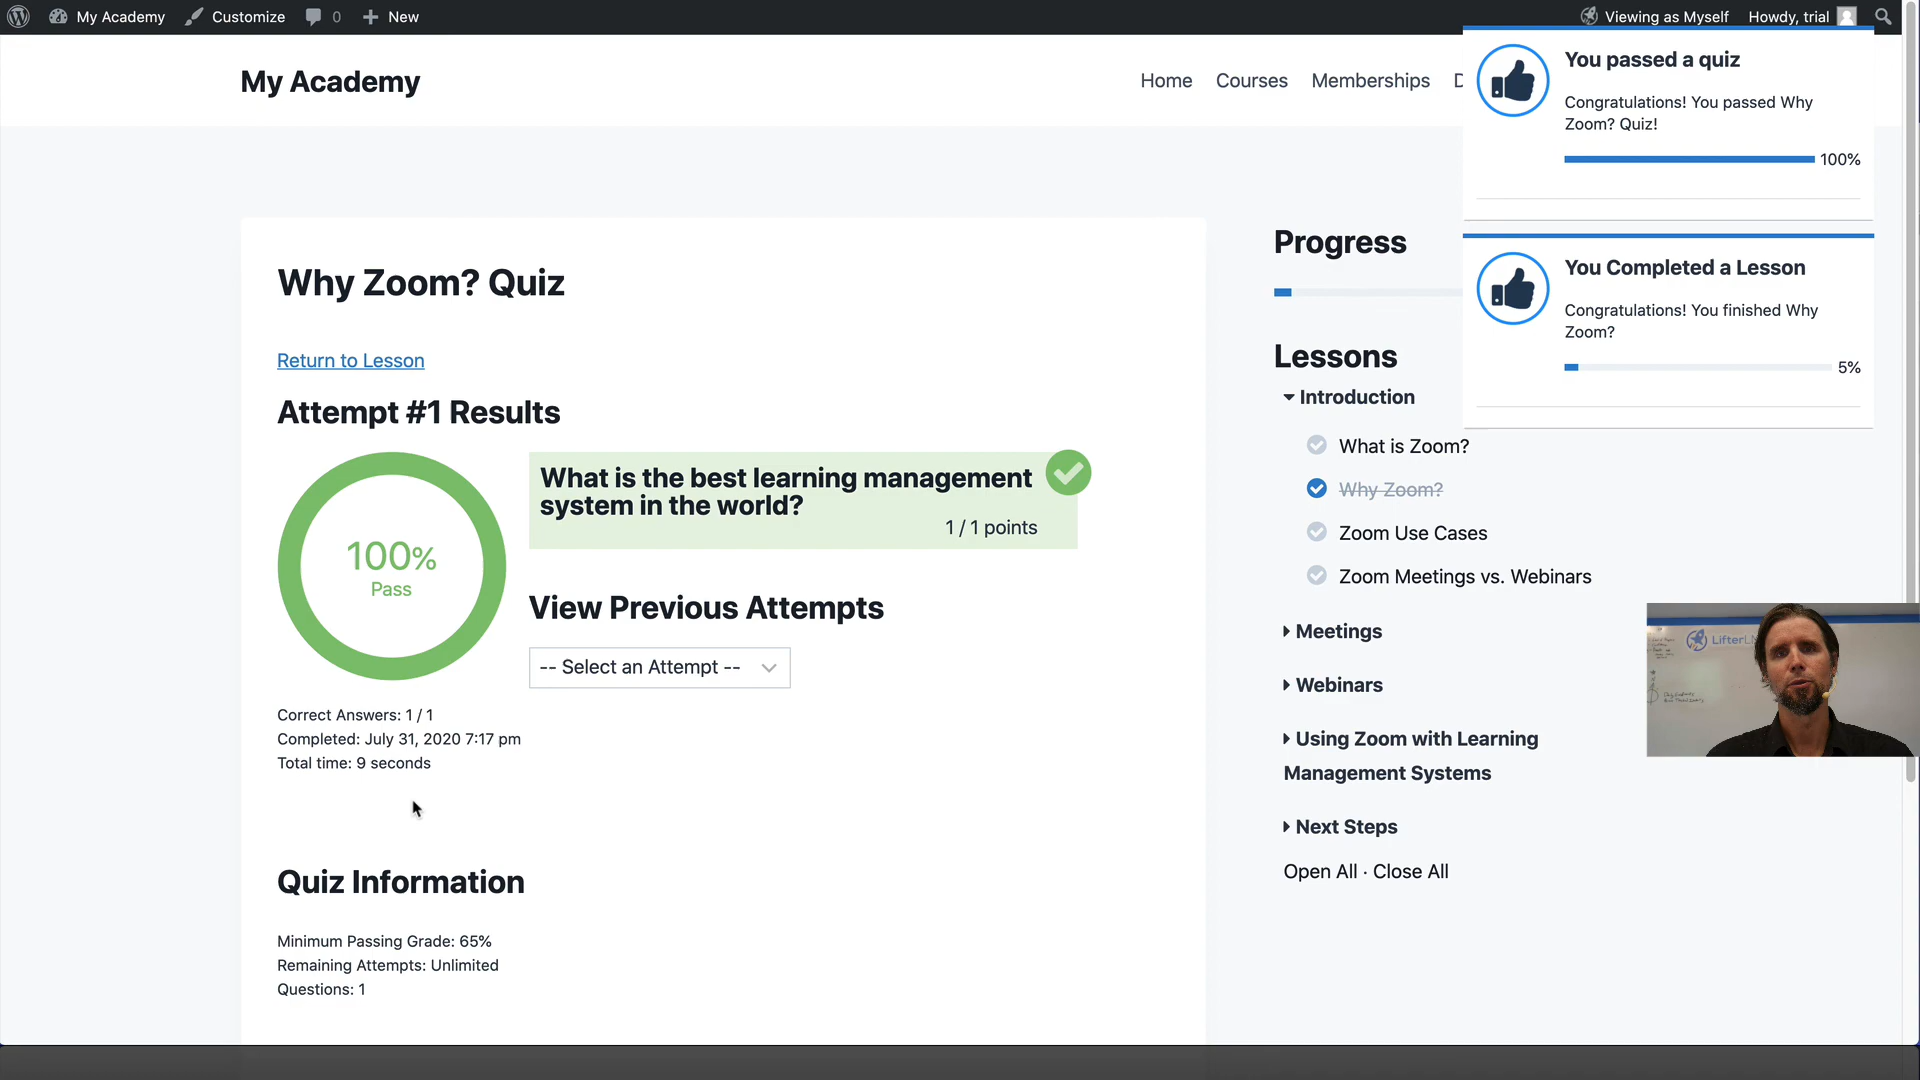 My Academy
Customize
0
New
Viewing as Myself
Howdy, trial
My Academy
Home
Courses
Memberships
You passed a quiz
Congratulations! You passed Why
Zoom? Quiz!
100%
You Completed a Lesson
Congratulations! You finished Why
Zoom?
5%
Why Zoom? Quiz
Return to Lesson
Attempt #1 Results
100%
Pass
What is the best learning management
system in the world?
1 / 1 points
View Previous Attempts
-- Select an Attempt --
Correct Answers: 1 / 1
Completed: July 31, 2020 7:17 pm
Total time: 9 seconds
Quiz Information
Minimum Passing Grade: 65%
Remaining Attempts: Unlimited
Questions: 1
Progress
Lessons
Introduction
What is Zoom?
Why Zoom?
Zoom Use Cases
Zoom Meetings vs. Webinars
Meetings
Webinars
Using Zoom with Learning
Management Systems
Next Steps
Open All · Close All